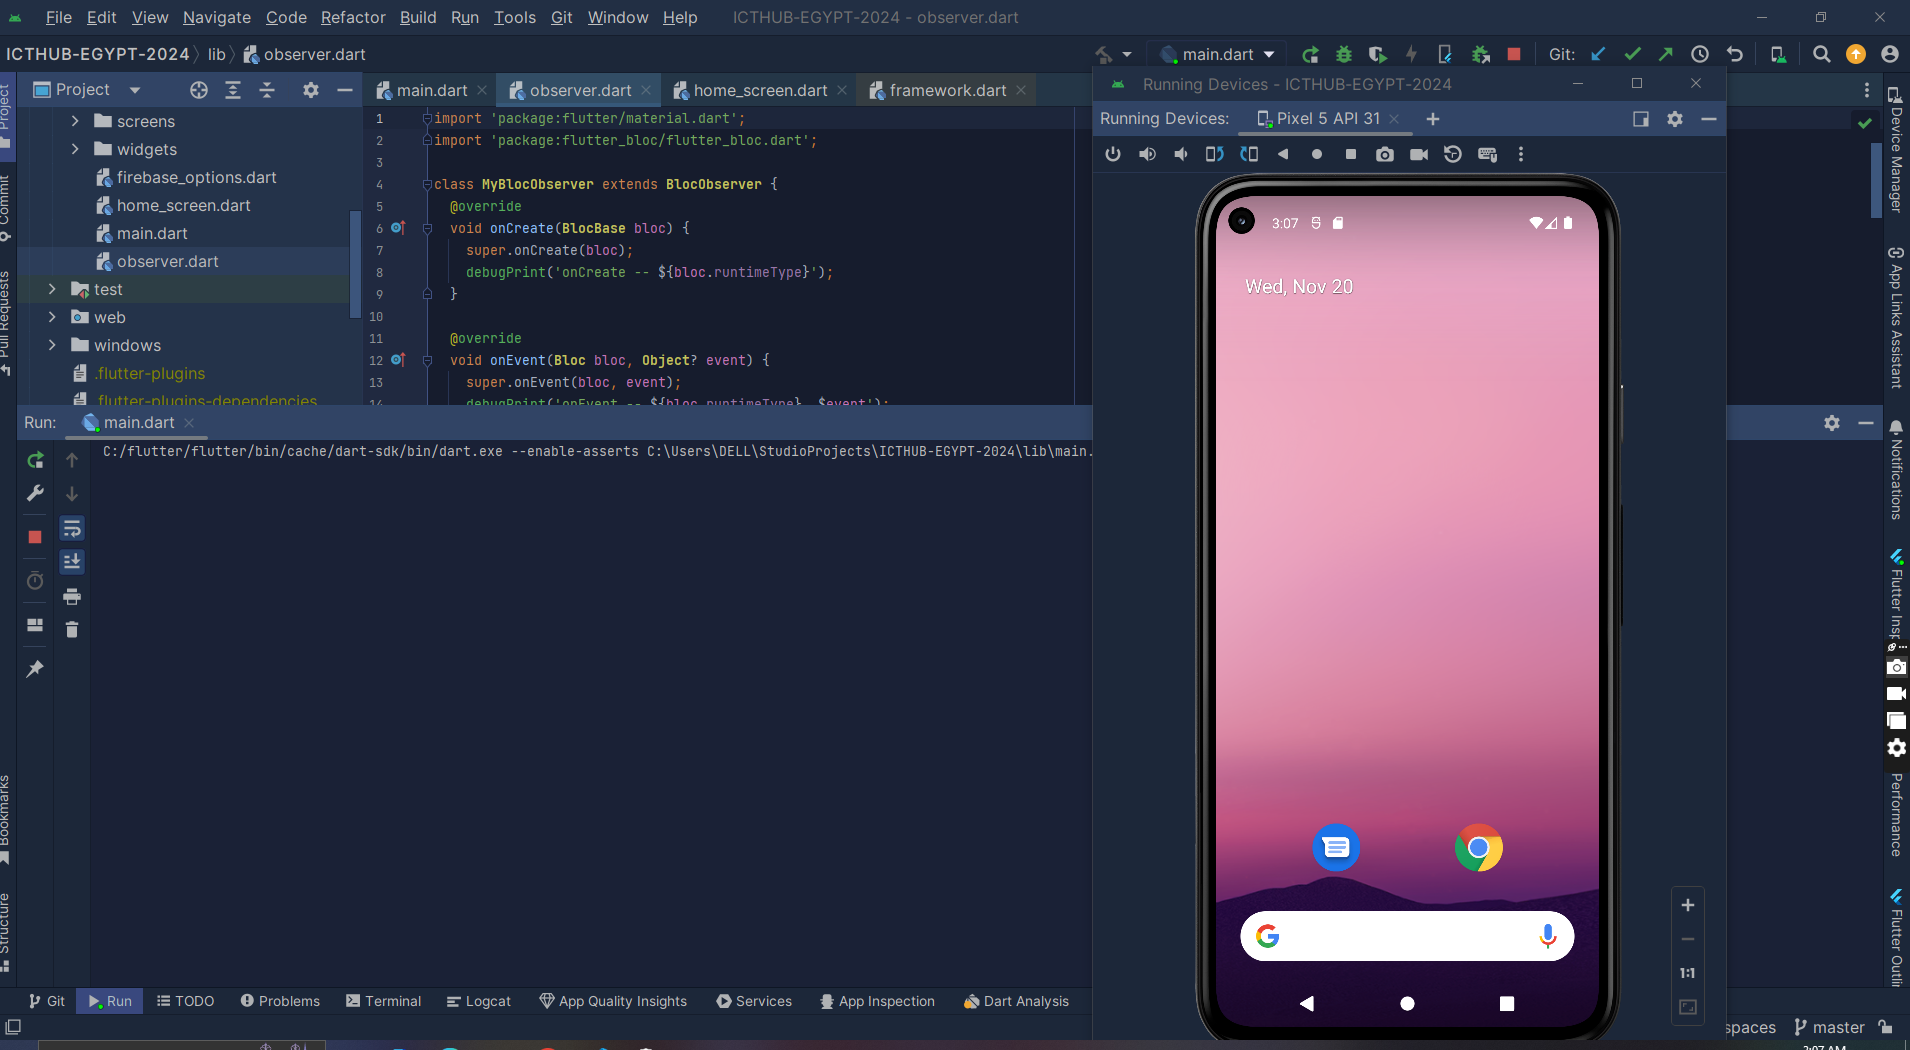 File Edit View Navigate Code Refactor Build Run Tools Git Window Help ICTHUB-EGYPT-2024 - observer.dart
ICTHUB-EGYPT-2024 lib observer.dart main.dart Git:
Project main.dart observer.dart home_screen.dart framework.dart
Running Devices - ICTHUB-EGYPT-2024
Running Devices: Pixel 5 API 31
screens
widgets
firebase_options.dart
home_screen.dart
main.dart
observer.dart
test
web
windows
.flutter-plugins
.flutter-plugins-dependencies
1 import 'package:flutter/material.dart';
2 import 'package:flutter_bloc/flutter_bloc.dart';
3
4 class MyBlocObserver extends BlocObserver {
5 @override
6 void onCreate(BlocBase bloc) {
7 super.onCreate(bloc);
8 debugPrint('onCreate -- ${bloc.runtimeType}');
9 }
10
11 @override
12 void onEvent(Bloc bloc, Object? event) {
13 super.onEvent(bloc, event);
14 debugPrint('onEvent -- ${bloc.runtimeType}, $event');
Run: main.dart
C:/flutter/flutter/bin/cache/dart-sdk/bin/dart.exe --enable-asserts C:\Users\DELL\StudioProjects\ICTHUB-EGYPT-2024\lib\main.
3:07
Wed, Nov 20
G
1:1
Project
Commit
Pull Requests
Bookmarks
Structure
Device Manager
App Links Assistant
Notifications
Flutter Insp
Performance
Flutter Outli
Git Run TODO Problems Terminal Logcat App Quality Insights Services App Inspection Dart Analysis
spaces master
3:07 AM